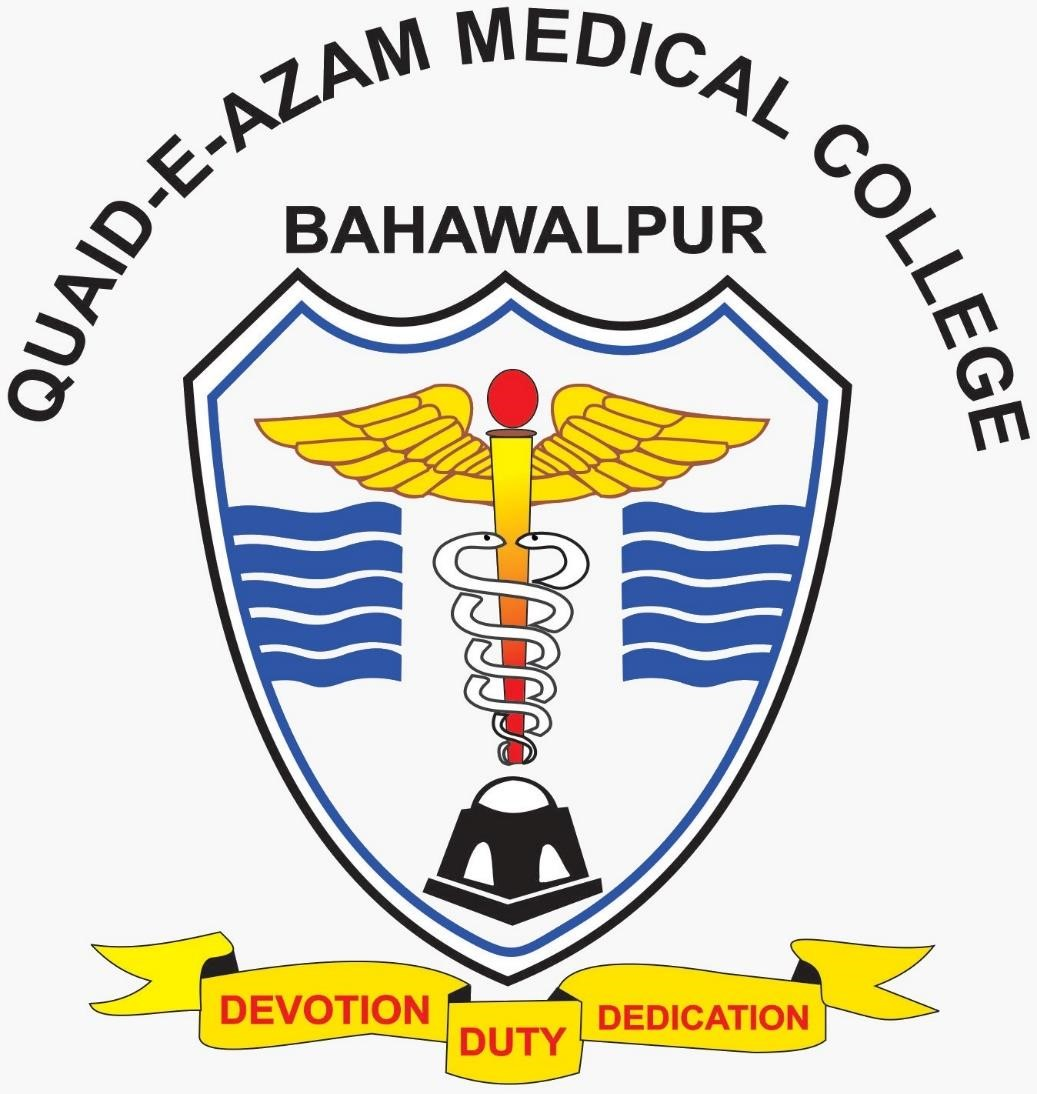 QUAID-E-AZAM MEDICAL COLLEGE
BAHAWALPUR
DEVOTION
DUTY
DEDICATION